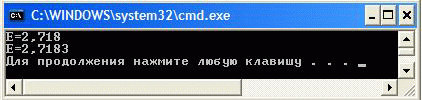 C:\WINDOWS\system32\cmd.exe
E=2,718
E=2,7183
Для продолжения нажмите любую клавишу . . . _